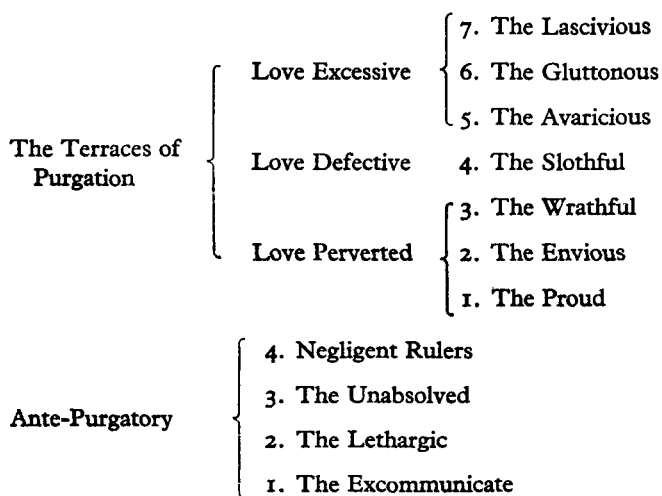 7. The Lascivious
Love Excessive 6. The Gluttonous
5. The Avaricious
The Terraces of
Purgation
Love Defective 4. The Slothful
3. The Wrathful
Love Perverted 2. The Envious
1. The Proud
4. Negligent Rulers
3. The Unabsolved
Ante-Purgatory
2. The Lethargic
1. The Excommunicate